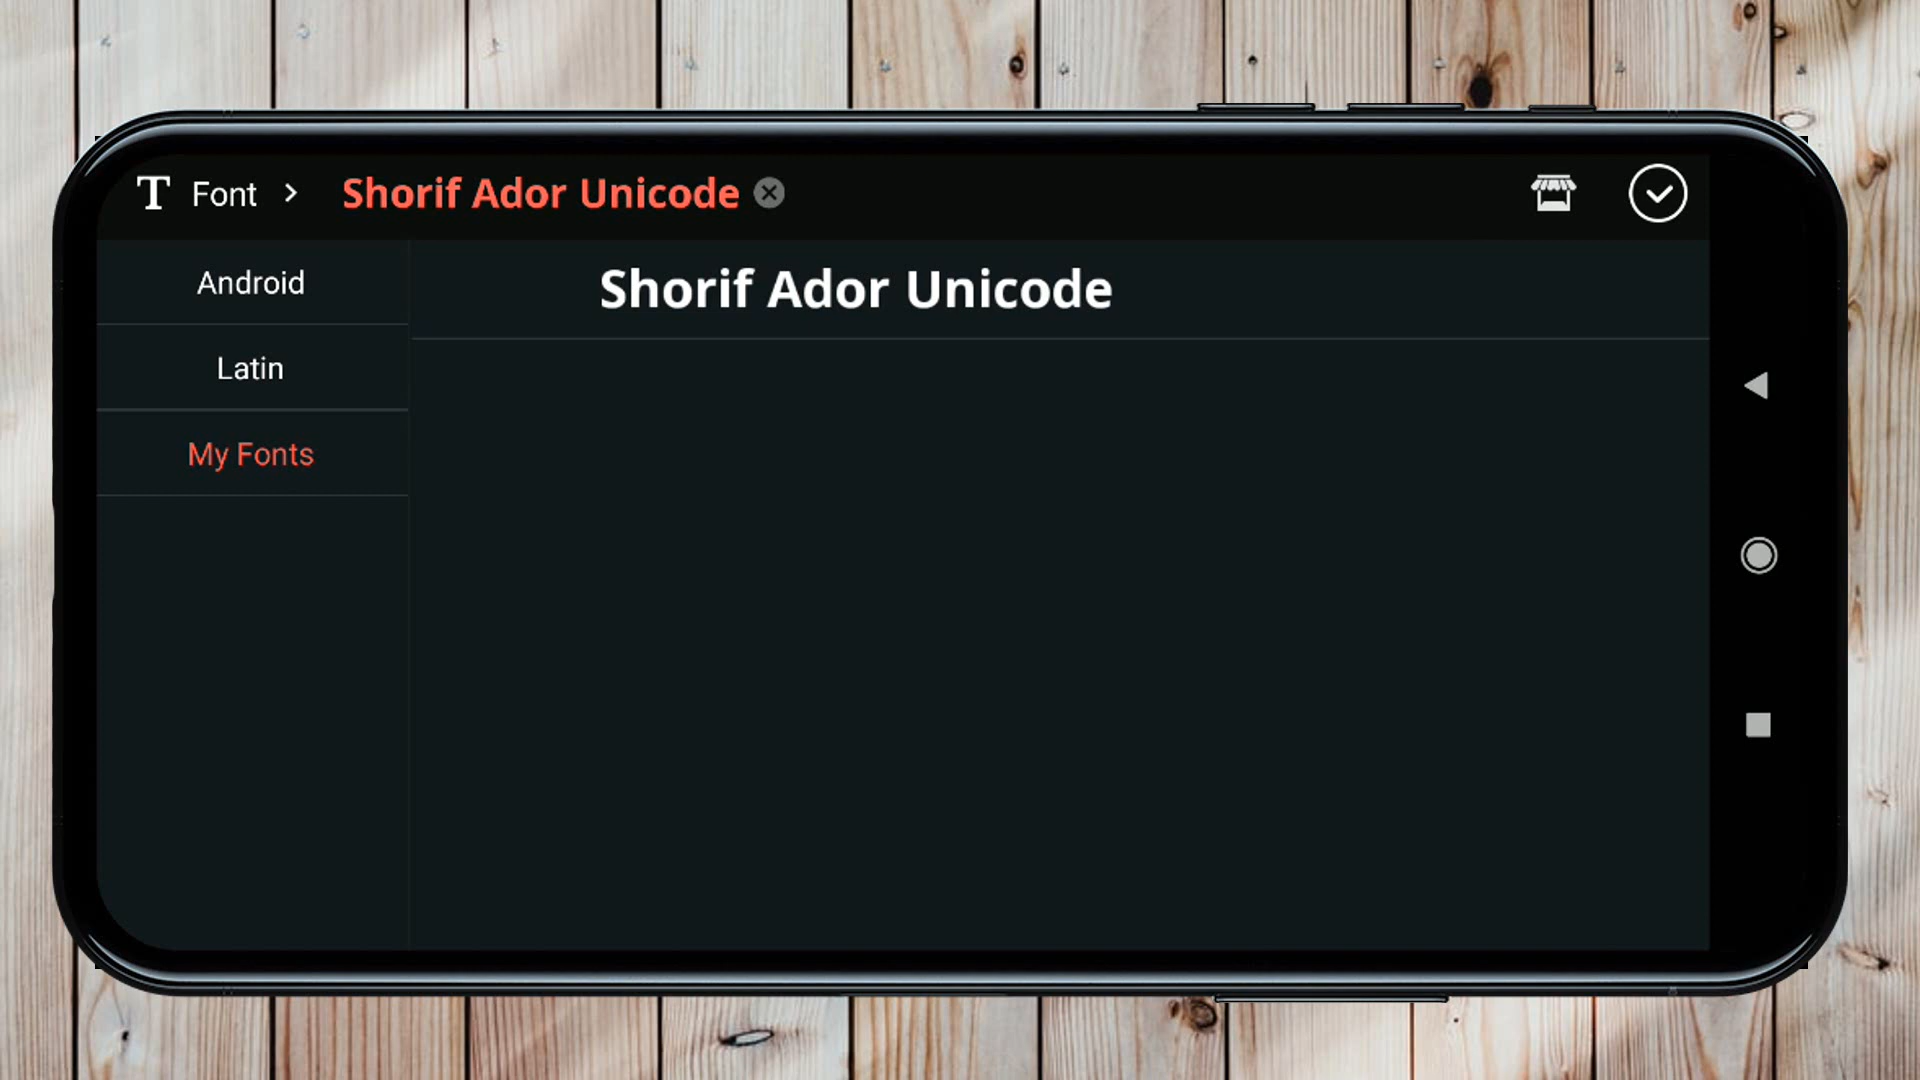 T Font > Shorif Ador Unicode
Android
Shorif Ador Unicode
Latin
My Fonts